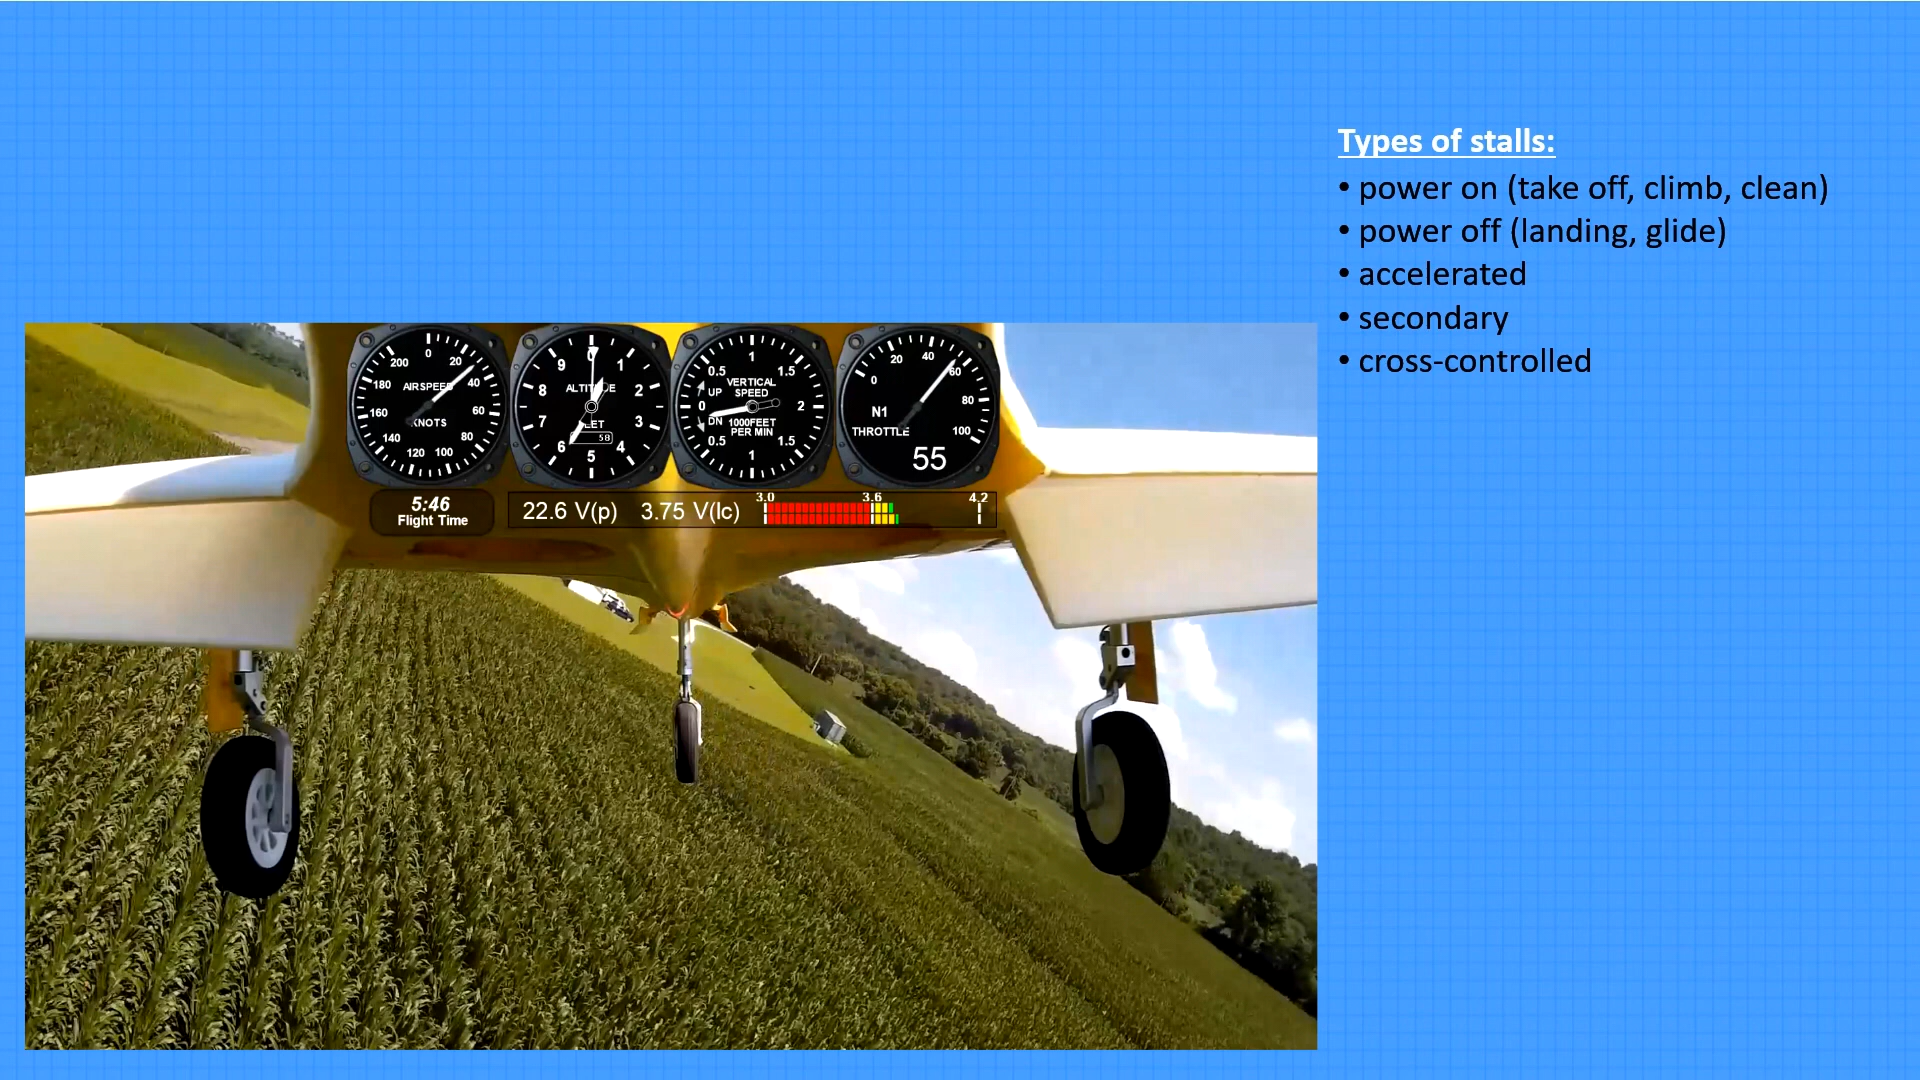 Types of stalls:
• power on (take off, climb, clean)
• power off (landing, glide)
• accelerated
• secondary
• cross-controlled
0 20 40 60 80 100 120 140 160 180 200
AIRSPEED
KNOTS
0 1 2 3 4 5 6 7 8 9
58
1 0.5 1.5
VERTICAL
UP SPEED
0 2
DN 1000FEET
PER MIN
0.5 1.5
1
0 20 40 60 80 100
N1
THROTTLE
55
5:46
Flight Time
22.6 V(p) 3.75 V(lc)
3.0 3.6 4.2